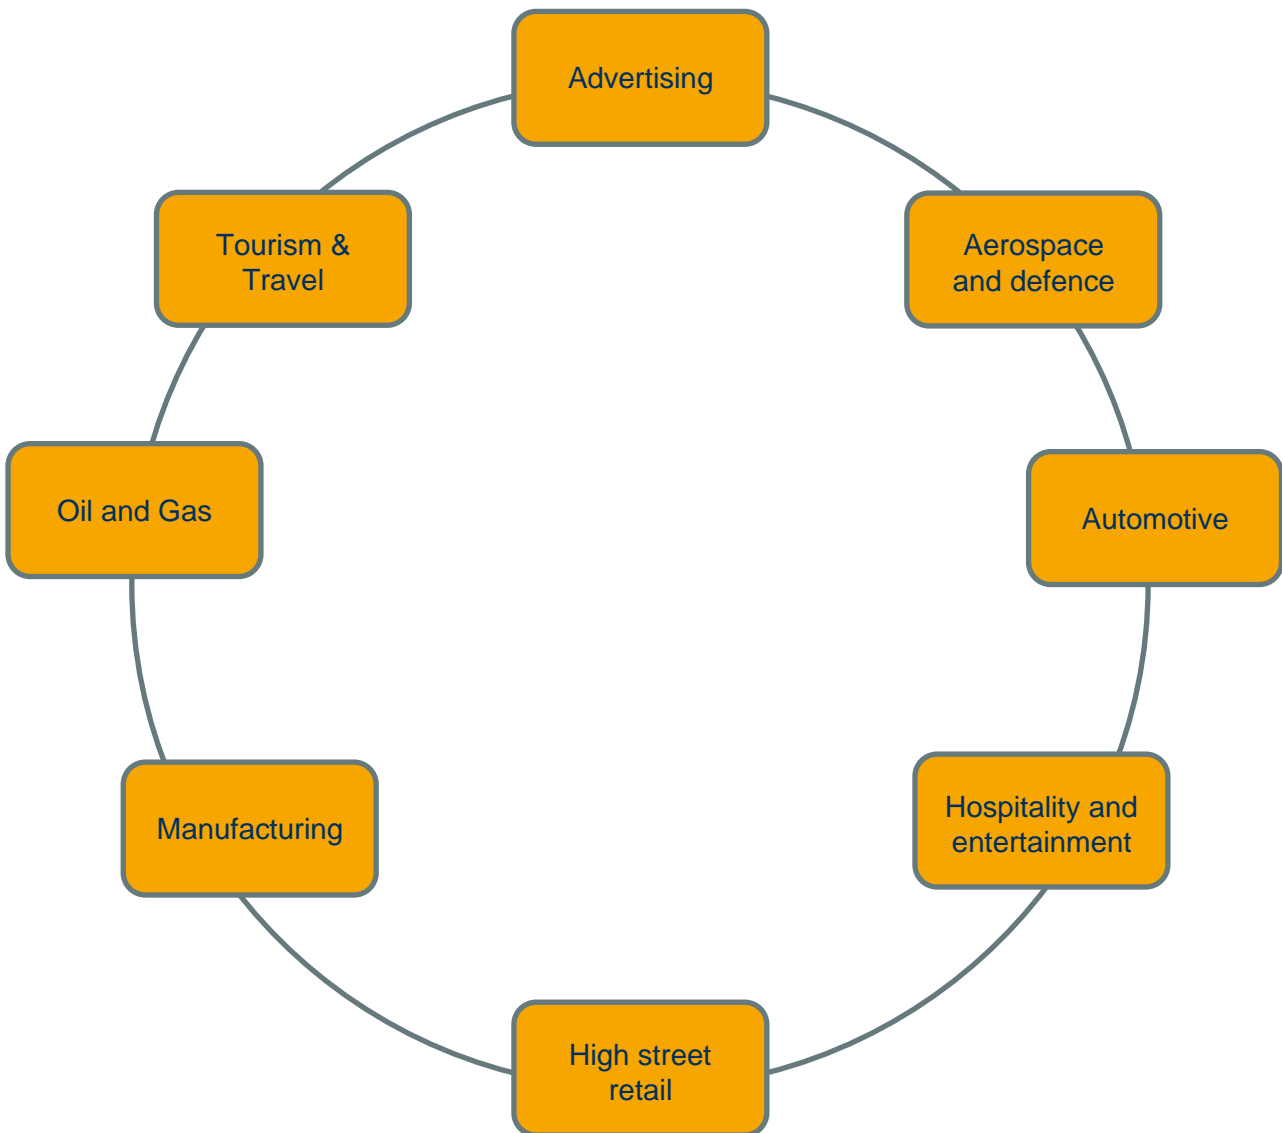 Advertising
Aerospace
and defence
Automotive
Hospitality and
entertainment
High street
retail
Manufacturing
Oil and Gas
Tourism &
Travel